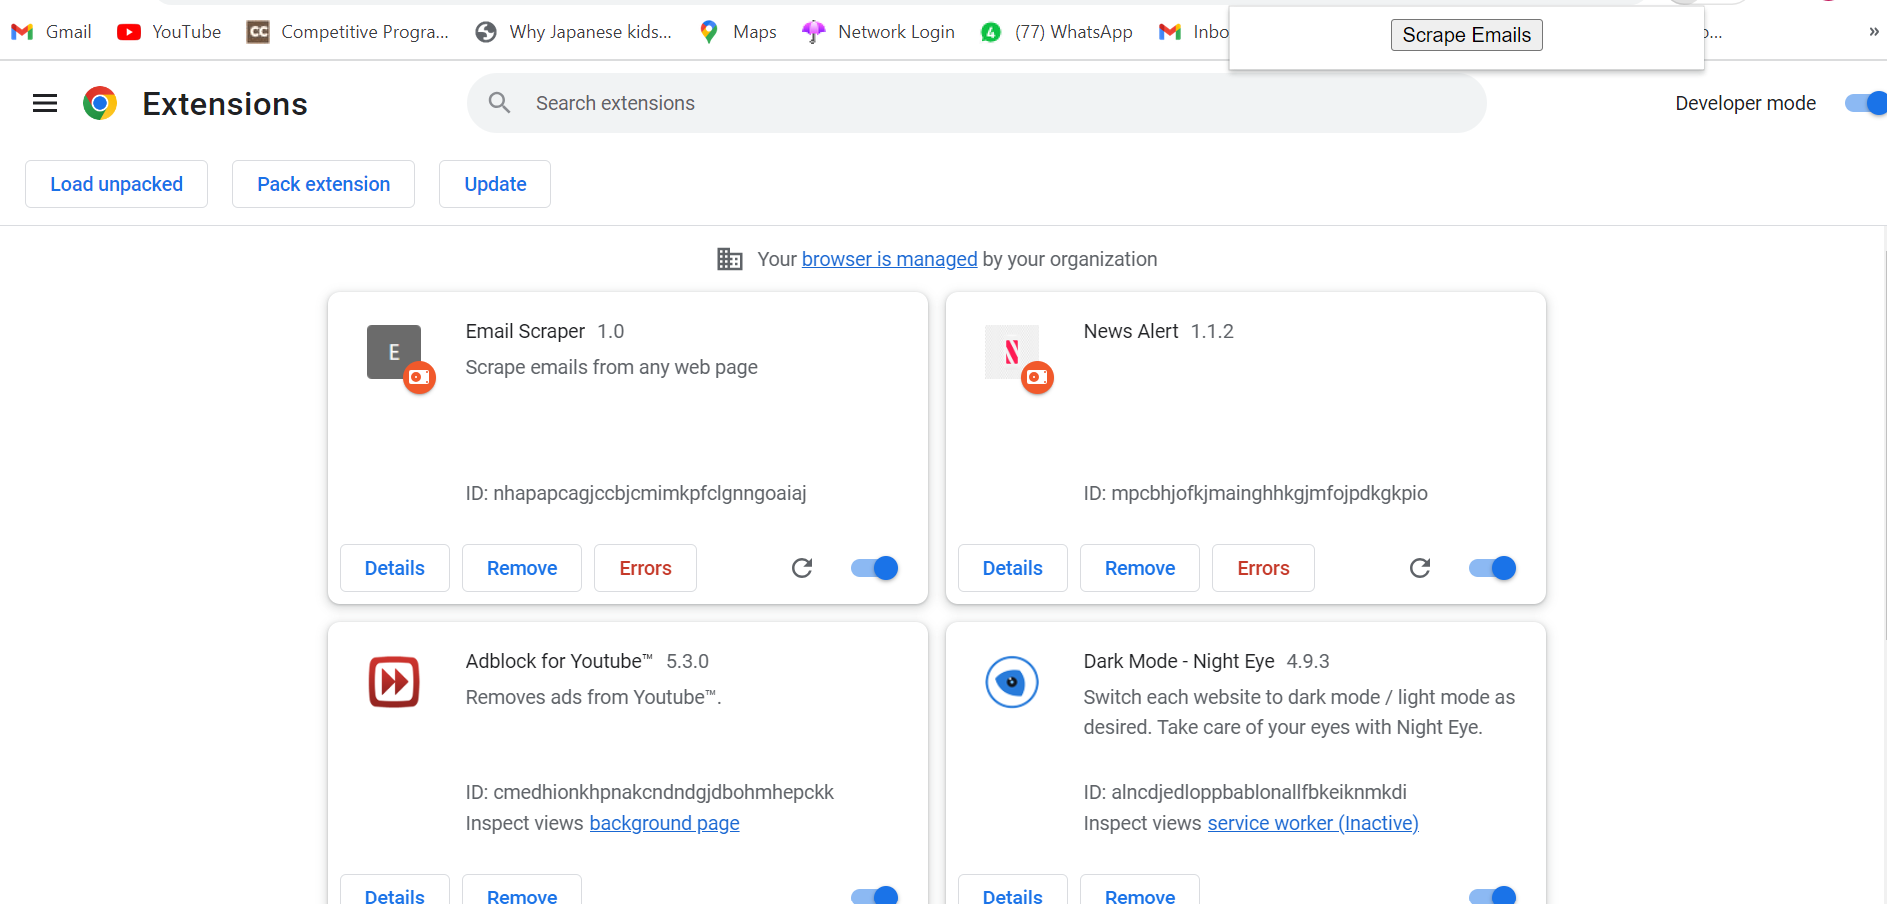 Gmail YouTube CC Competitive Progra... Why Japanese kids... Maps Network Login 4 (77) WhatsApp Inbo
Scrape Emails
»
Extensions
Search extensions
Developer mode
Load unpacked Pack extension Update
Your browser is managed by your organization
E
Email Scraper 1.0
Scrape emails from any web page
ID: nhapapcagjccbjcmimkpfclgnngoaiaj
Details Remove Errors
N
News Alert 1.1.2
ID: mpcbhjofkjmainghhkgjmfojpdkgkpio
Details Remove Errors
Adblock for Youtube™ 5.3.0
Removes ads from Youtube™.
ID: cmedhionkhpnakcndndgjdbohmhepckk
Inspect views background page
Details Remove
Dark Mode - Night Eye 4.9.3
Switch each website to dark mode / light mode as
desired. Take care of your eyes with Night Eye.
ID: alncdjedloppbablonallfbkeiknmkdi
Inspect views service worker (Inactive)
Details Remove